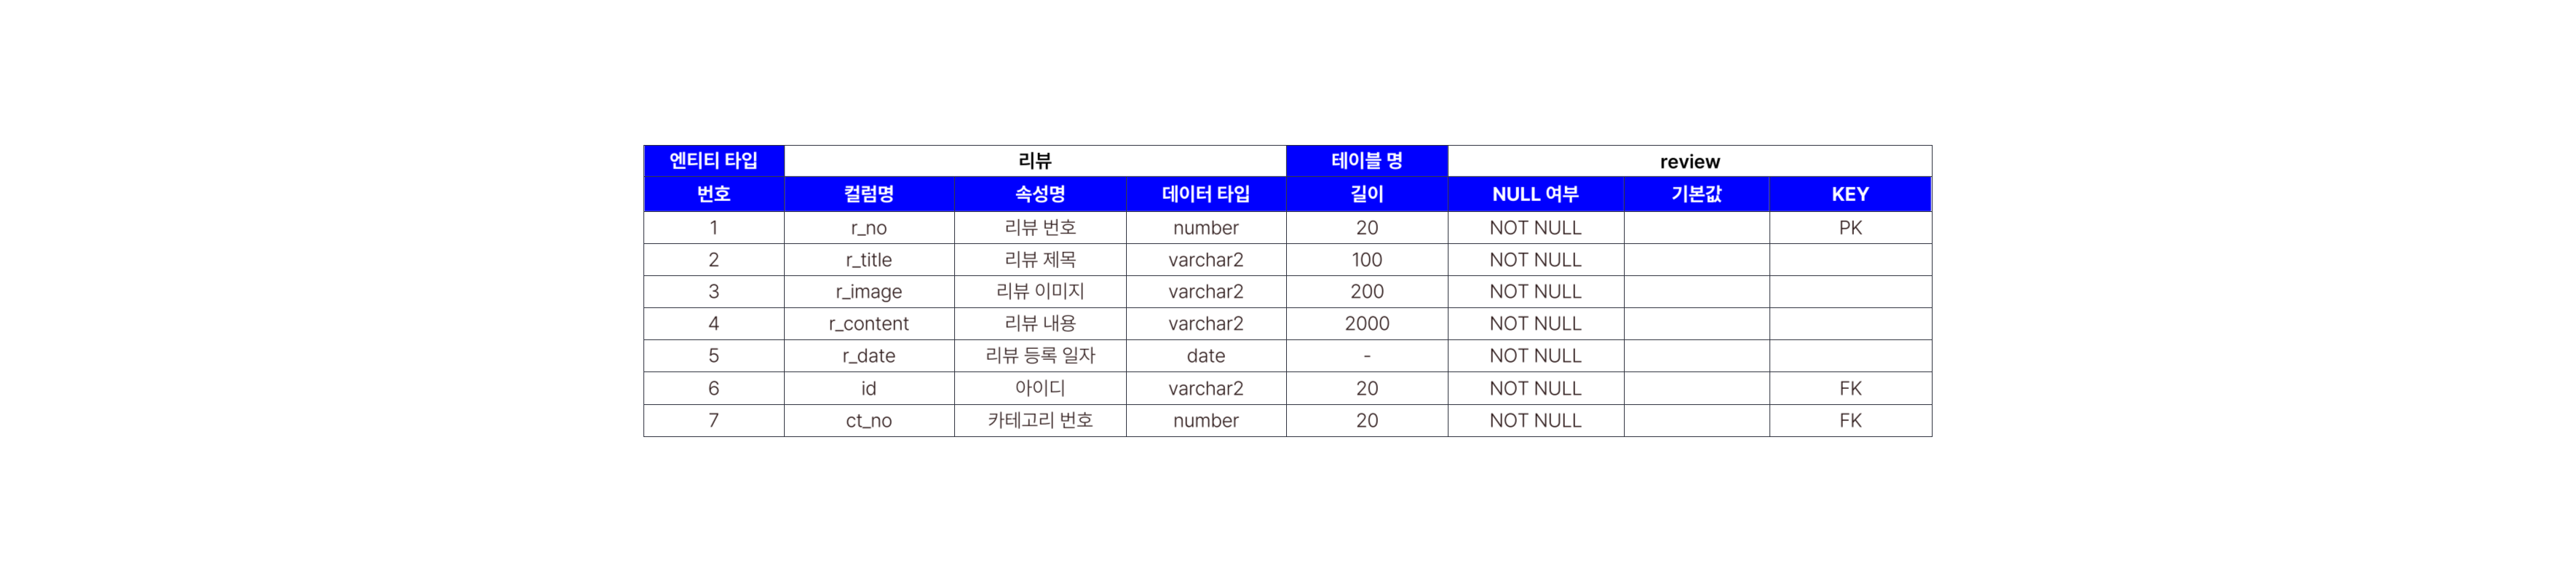 엔티티 타입 리뷰 테이블 명 review
번호 컬럼명 속성명 데이터 타입 길이 NULL 여부 기본값 KEY
1 r_no 리뷰 번호 number 20 NOT NULL PK
2 r_title 리뷰 제목 varchar2 100 NOT NULL
3 r_image 리뷰 이미지 varchar2 200 NOT NULL
4 r_content 리뷰 내용 varchar2 2000 NOT NULL
5 r_date 리뷰 등록 일자 date - NOT NULL
6 id 아이디 varchar2 20 NOT NULL FK
7 ct_no 카테고리 번호 number 20 NOT NULL FK